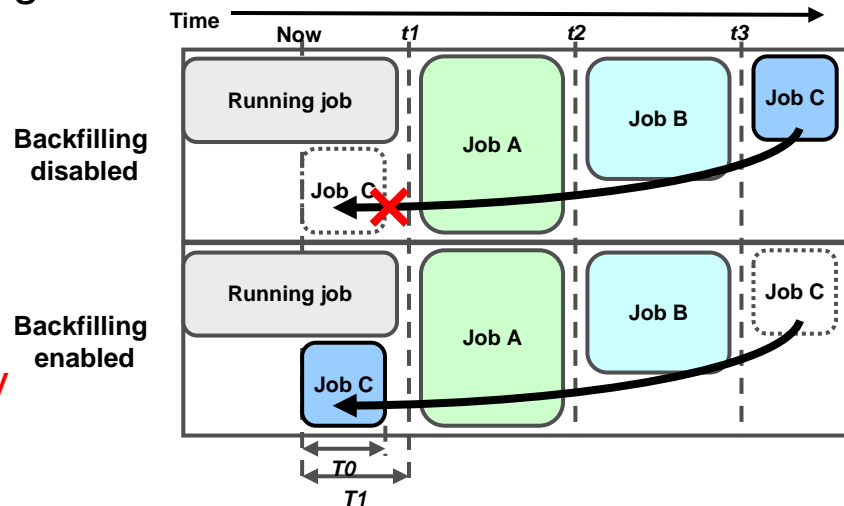 g
Time
Now
t1
t2
t3
Backfilling
disabled
Running job
Job C
Job A
Job B
Job C
Backfilling
enabled
y
Running job
Job C
Job A
Job B
Job C
T0
T1